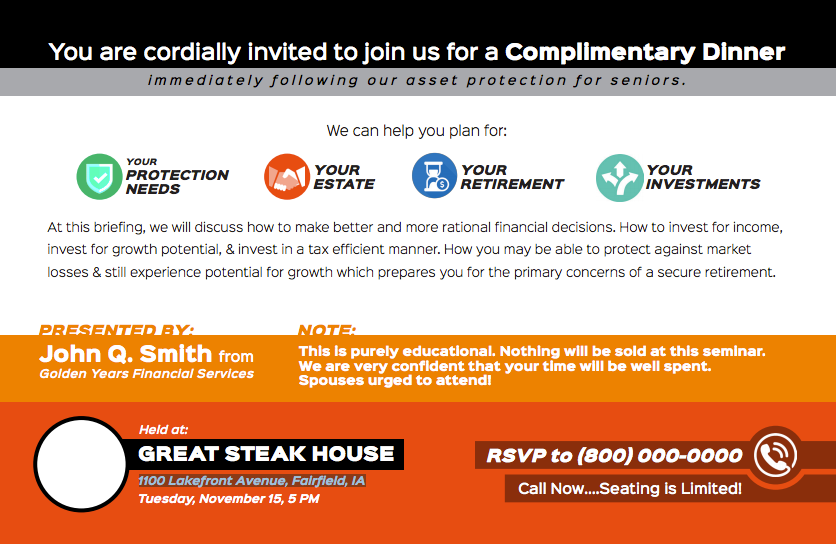 You are cordially invited to join us for a Complimentary Dinner
immediately following our asset protection for seniors.
We can help you plan for:
YOUR
PROTECTION
NEEDS
YOUR
ESTATE
$
YOUR
RETIREMENT
YOUR
INVESTMENTS
At this briefing, we will discuss how to make better and more rational financial decisions. How to invest for income,
invest for growth potential, & invest in a tax efficient manner. How you may be able to protect against market
losses & still experience potential for growth which prepares you for the primary concerns of a secure retirement.
PRESENTED BY:
John Q. Smith from
Golden Years Financial Services
NOTE:
This is purely educational. Nothing will be sold at this seminar.
We are very confident that your time will be well spent.
Spouses urged to attend!
Held at:
GREAT STEAK HOUSE
1100 Lakefront Avenue, Fairfield, IA
Tuesday, November 15, 5 PM
RSVP to (800) 000-0000
Call Now....Seating is Limited!